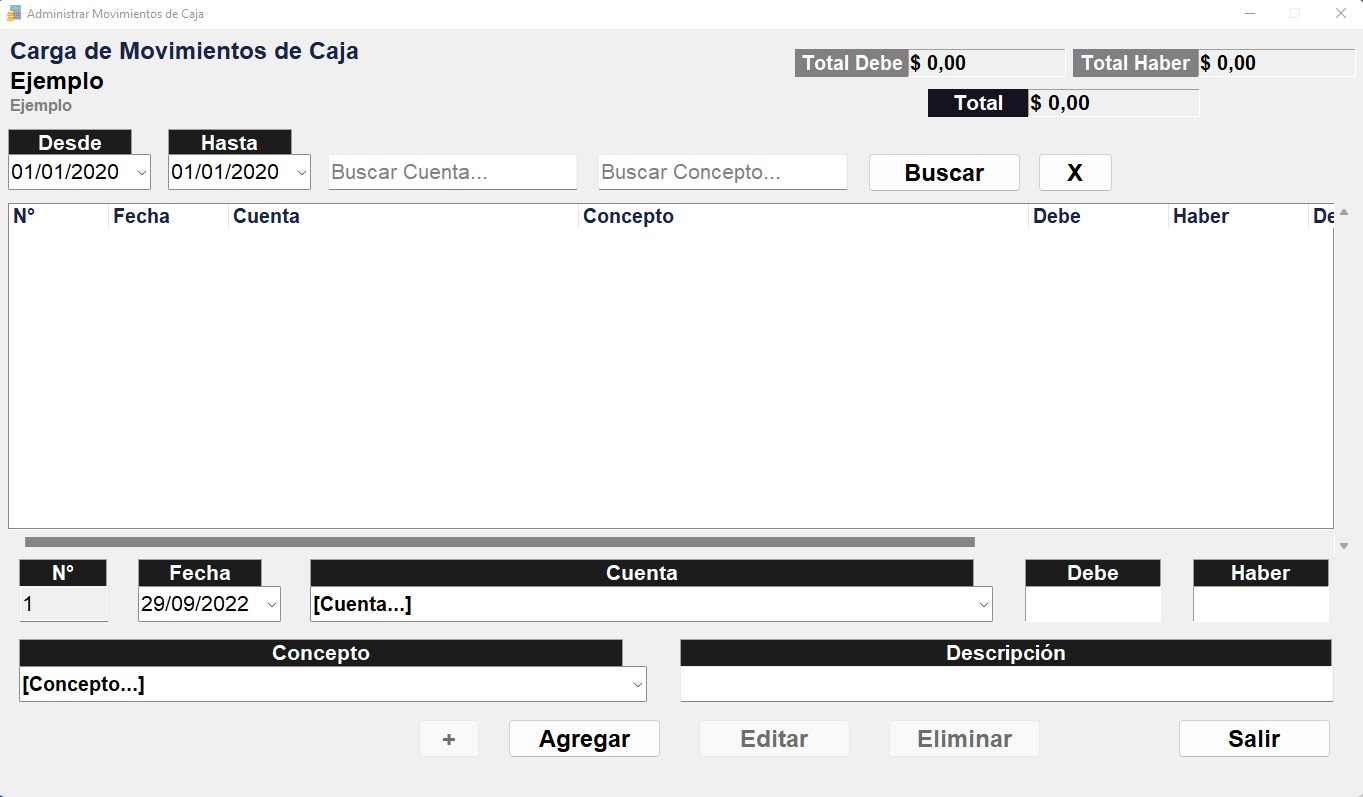 Administrar Movimientos de Caja
Carga de Movimientos de Caja
Ejemplo
Ejemplo
Total Debe $ 0,00 Total Haber $ 0,00
Total $ 0,00
Desde Hasta
01/01/2020 01/01/2020 Buscar Cuenta... Buscar Concepto... Buscar X
N° Fecha Cuenta Concepto Debe Haber De
N° Fecha Cuenta Debe Haber
1 29/09/2022 [Cuenta...]
Concepto Descripción
[Concepto...]
+ Agregar Editar Eliminar Salir